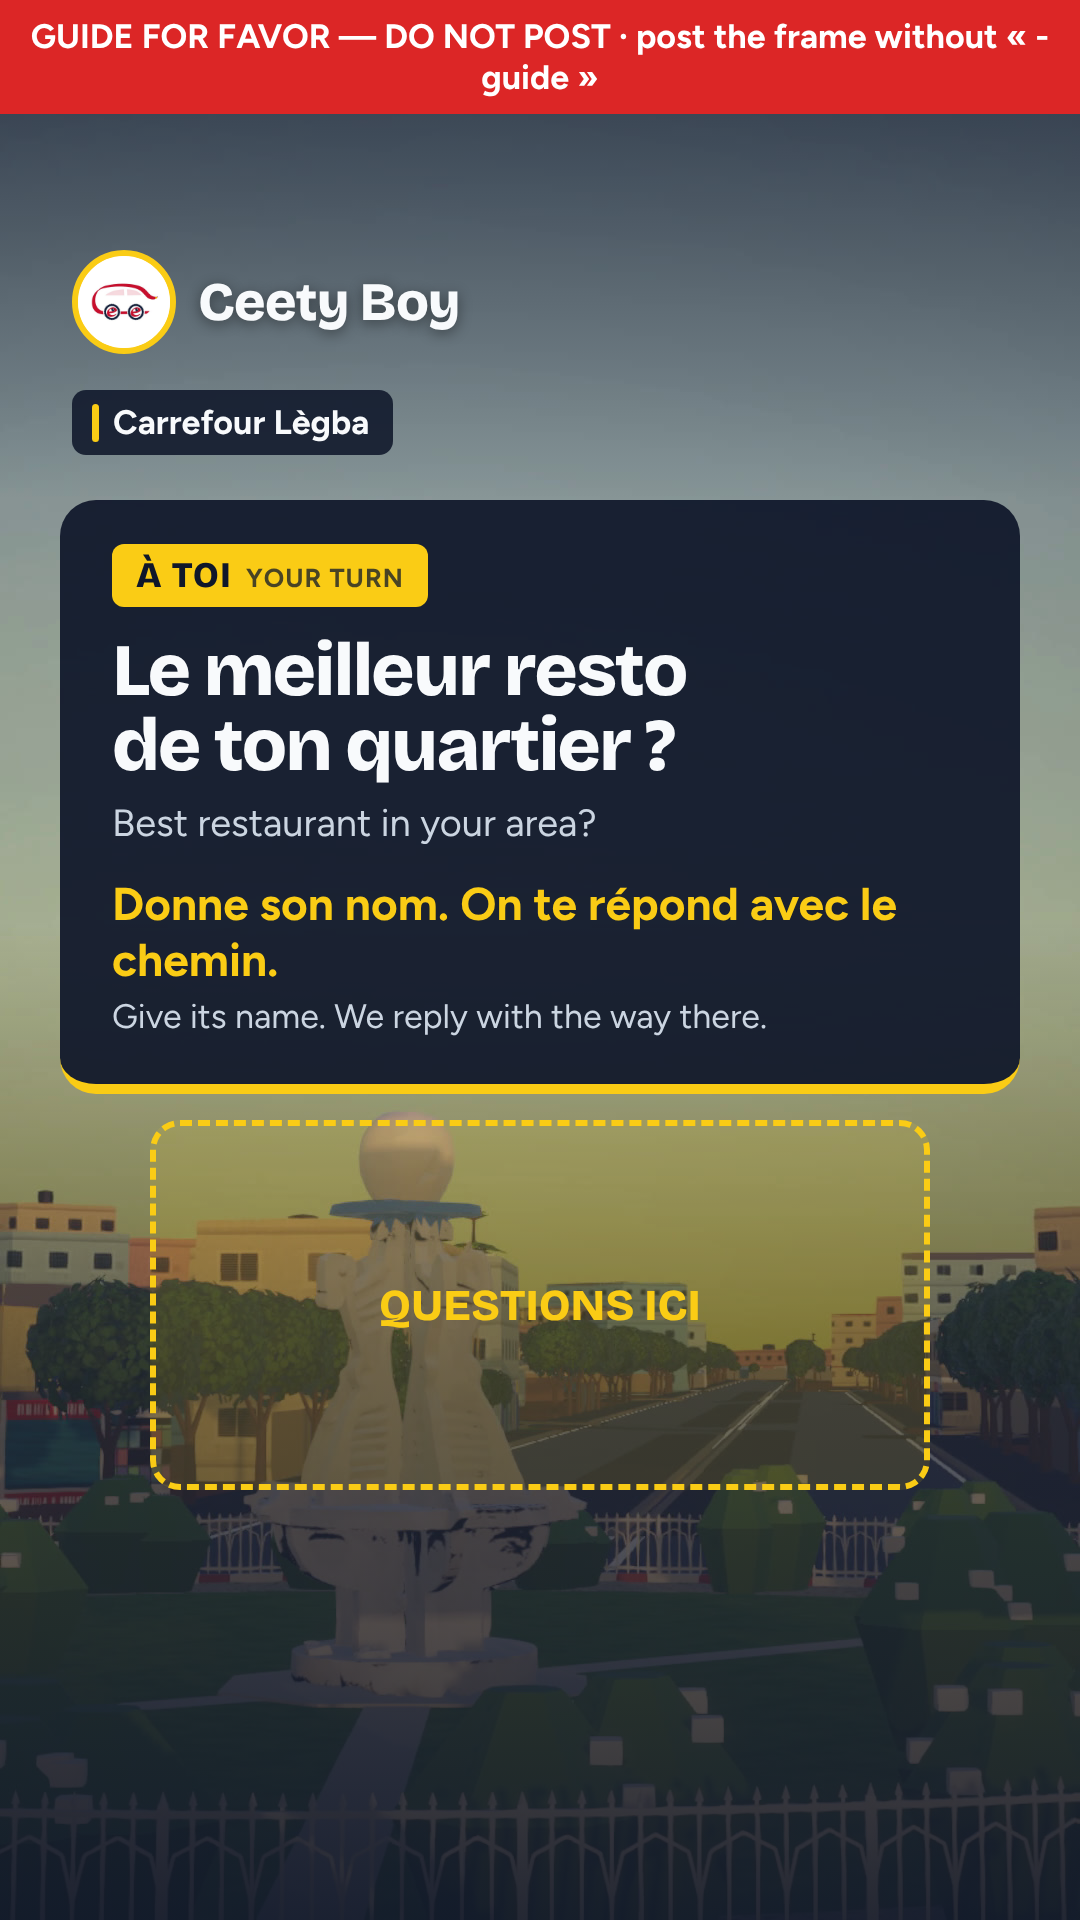 GUIDE FOR FAVOR — DO NOT POST · post the frame without « -
guide »
Ceety Boy
Carrefour Lègba
À TOI YOUR TURN
Le meilleur resto
de ton quartier ?
Best restaurant in your area?
Donne son nom. On te répond avec le
chemin.
Give its name. We reply with the way there.
QUESTIONS ICI